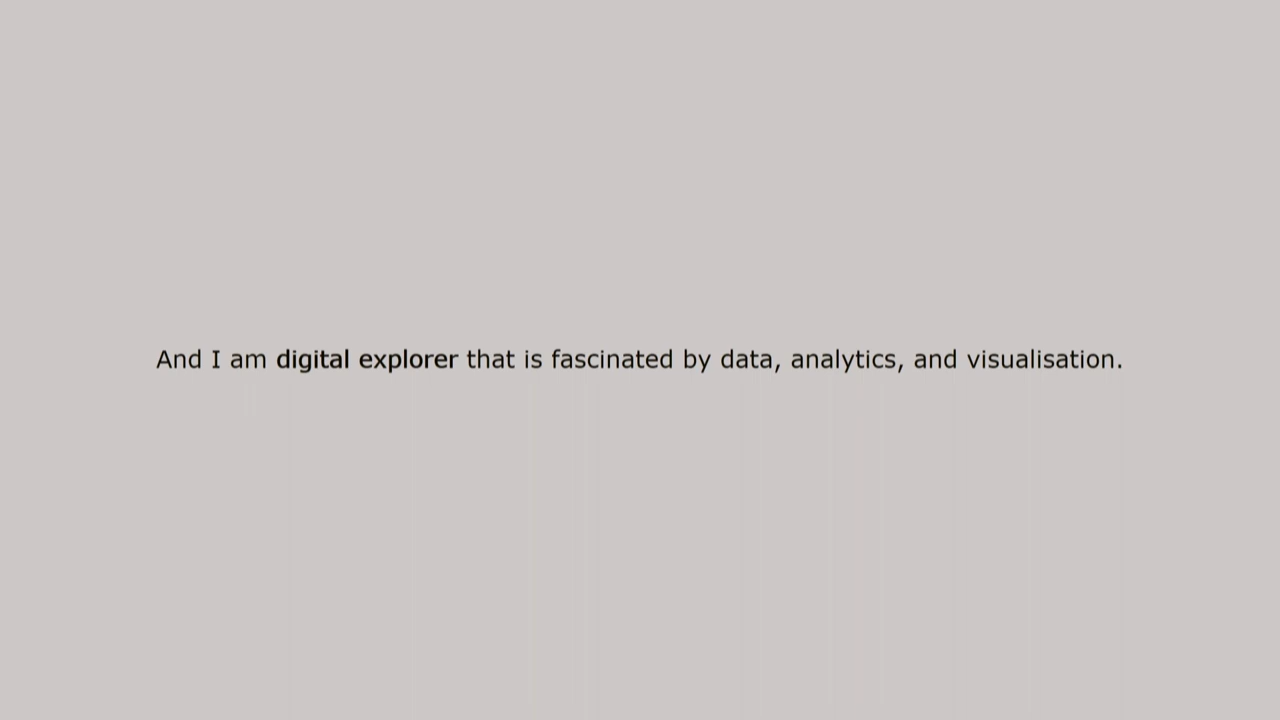 And I am digital explorer that is fascinated by data, analytics, and visualisation.